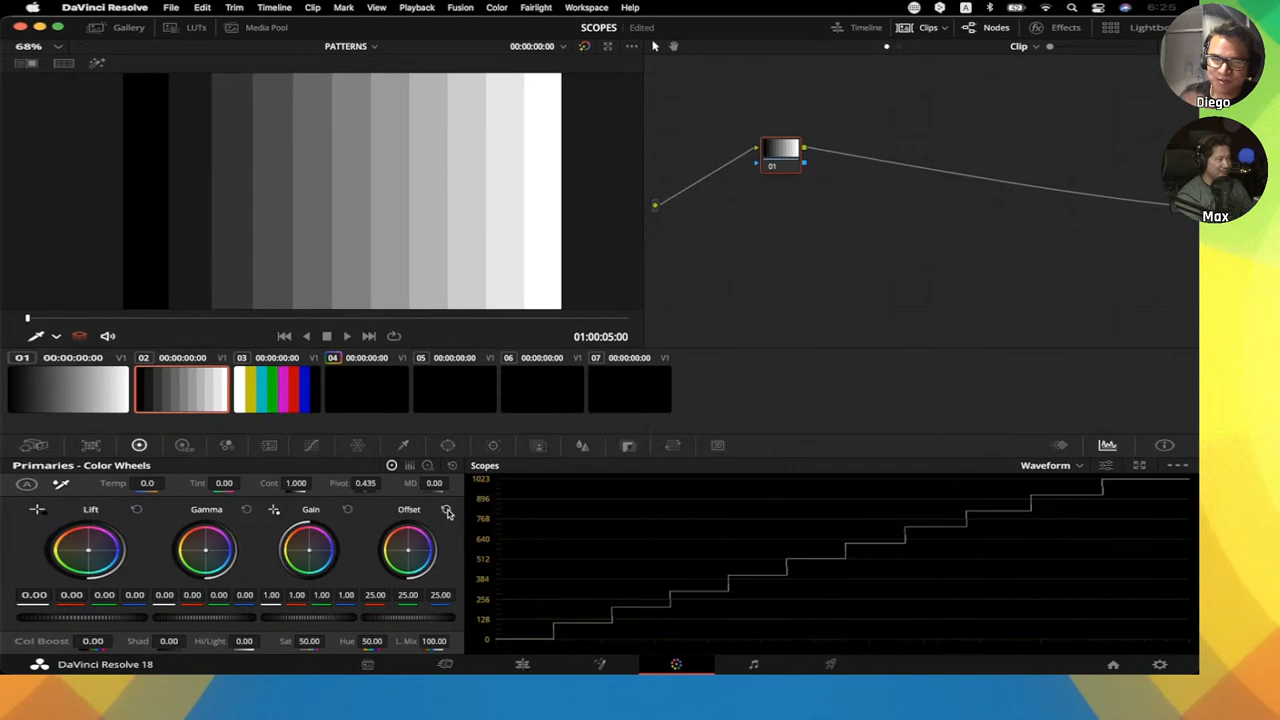 DaVinci Resolve File Edit Trim Timeline Clip Mark View Playback Fusion Color Fairlight Workspace Help A 6:25
Gallery LUTs Media Pool SCOPES Edited Timeline Clips Nodes Effects Lightbo
68% PATTERNS 00:00:00:00 Clip
Diego
01
Max
01:00:05:00
01 00:00:00:00 V1 02 00:00:00:00 V1 03 00:00:00:00 V1 04 00:00:00:00 V1 05 00:00:00:00 V1 06 00:00:00:00 V1 07 00:00:00:00 V1
Primaries - Color Wheels Scopes Waveform
A Temp 0.0 Tint 0.00 Cont 1.000 Pivot 0.435 MD 0.00
Lift Gamma Gain Offset
0.00 0.00 0.00 0.00 0.00 0.00 0.00 0.00 1.00 1.00 1.00 1.00 25.00 25.00 25.00
Col Boost 0.00 Shad 0.00 Hi/Light 0.00 Sat 50.00 Hue 50.00 L. Mix 100.00
1023
896
768
640
512
384
256
128
0
DaVinci Resolve 18